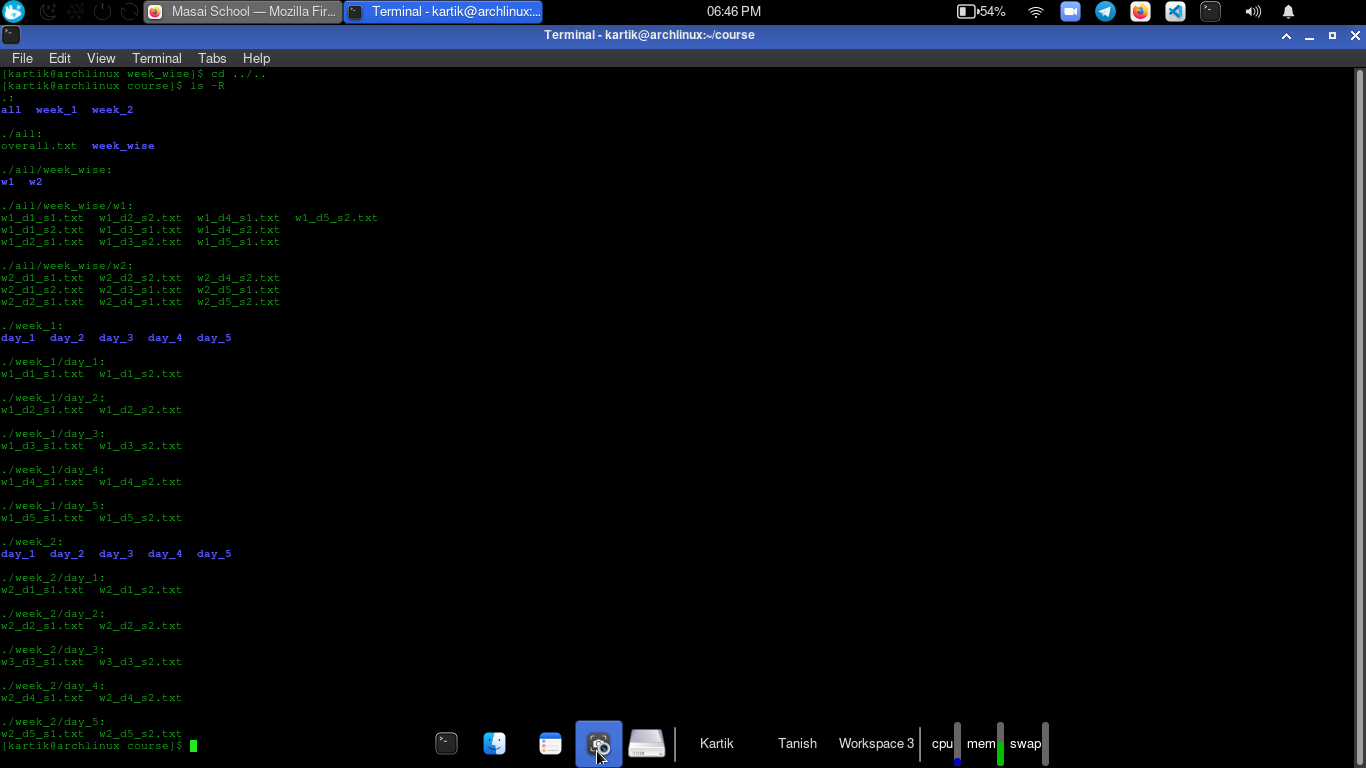 Masai School — Mozilla Fir...
Terminal - kartik@archlinux:...
06:46 PM
54%
Terminal - kartik@archlinux:~/course
File Edit View Terminal Tabs Help
[kartik@archlinux week_wise]$ cd ../..
[kartik@archlinux course]$ ls -R
.:
all week_1 week_2
./all:
overall.txt week_wise
./all/week_wise:
w1 w2
./all/week_wise/w1:
w1_d1_s1.txt w1_d2_s2.txt w1_d4_s1.txt w1_d5_s2.txt
w1_d1_s2.txt w1_d3_s1.txt w1_d4_s2.txt
w1_d2_s1.txt w1_d3_s2.txt w1_d5_s1.txt
./all/week_wise/w2:
w2_d1_s1.txt w2_d2_s2.txt w2_d4_s2.txt
w2_d1_s2.txt w2_d3_s1.txt w2_d5_s1.txt
w2_d2_s1.txt w2_d4_s1.txt w2_d5_s2.txt
./week_1:
day_1 day_2 day_3 day_4 day_5
./week_1/day_1:
w1_d1_s1.txt w1_d1_s2.txt
./week_1/day_2:
w1_d2_s1.txt w1_d2_s2.txt
./week_1/day_3:
w1_d3_s1.txt w1_d3_s2.txt
./week_1/day_4:
w1_d4_s1.txt w1_d4_s2.txt
./week_1/day_5:
w1_d5_s1.txt w1_d5_s2.txt
./week_2:
day_1 day_2 day_3 day_4 day_5
./week_2/day_1:
w2_d1_s1.txt w2_d1_s2.txt
./week_2/day_2:
w2_d2_s1.txt w2_d2_s2.txt
./week_2/day_3:
w3_d3_s1.txt w3_d3_s2.txt
./week_2/day_4:
w2_d4_s1.txt w2_d4_s2.txt
./week_2/day_5:
w2_d5_s1.txt w2_d5_s2.txt
[kartik@archlinux course]$
Kartik Tanish Workspace 3 cpu mem swap